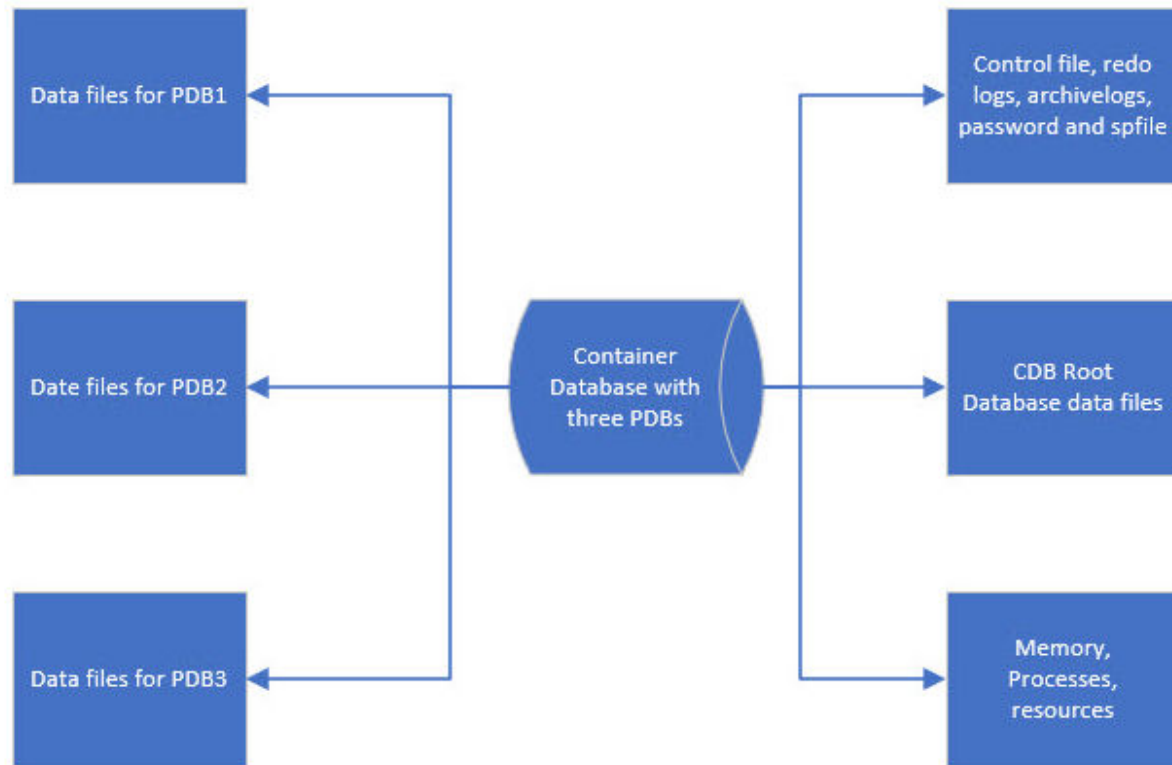 Data files for PDB1
Control file, redo
logs, archivelogs,
password and spfile
Date files for PDB2
Container
Database with
three PDBs
CDB Root
Database data files
Data files for PDB3
Memory,
Processes,
resources